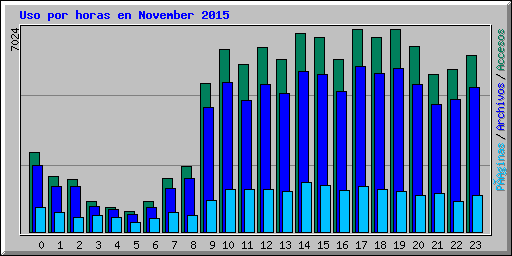 Uso por horas en November 2015
7024
0 1 2 3 4 5 6 7 8 9 10 11 12 13 14 15 16 17 18 19 20 21 22 23
PÃginas / Archivos / Accesos